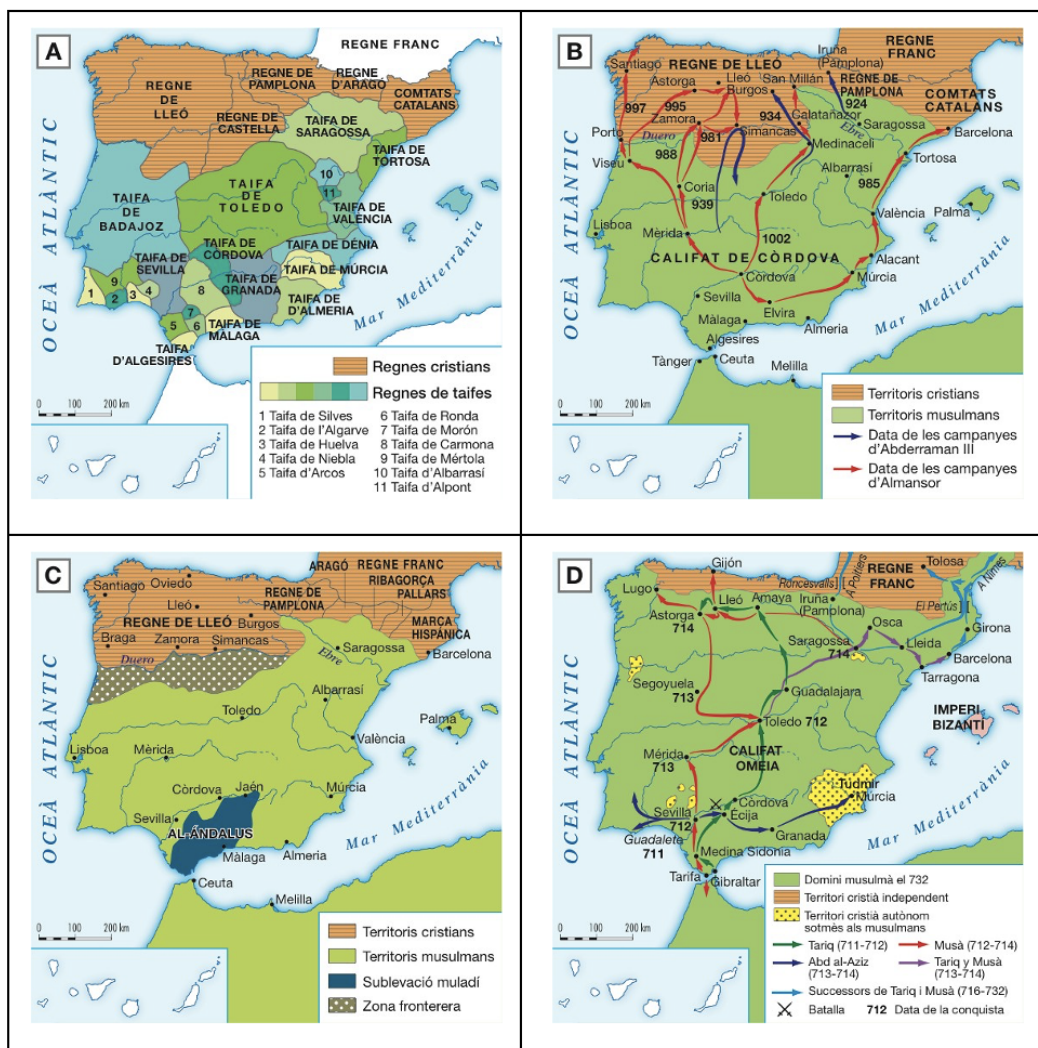 A
REGNE FRANC
REGNE
DE
LLEÓ
REGNE DE
PAMPLONA
REGNE
D'ARAGÓ
COMTATS
CATALANS
REGNE DE
CASTELLA
TAIFA DE
SARAGOSSA
TAIFA DE
TORTOSA
OCEÀ ATLÀNTIC
TAIFA
DE
BADAJOZ
TAIFA
DE
TOLEDO
10
11
TAIFA DE
VALÈNCIA
TAIFA DE
CÒRDOVA
TAIFA DE DÉNIA
TAIFA DE
SEVILLA
TAIFA DE MÚRCIA
TAIFA DE
GRANADA
TAIFA
D'ALMERIA
Mar Mediterrània
1
9
2
3
4
8
7
5
6
TAIFA DE
MÀLAGA
TAIFA
D'ALGESIRES
Regnes cristians
Regnes de taifes
1 Taifa de Silves
2 Taifa de l'Algarve
3 Taifa de Huelva
4 Taifa de Niebla
5 Taifa d'Arcos
6 Taifa de Ronda
7 Taifa de Morón
8 Taifa de Carmona
9 Taifa de Mértola
10 Taifa d'Albarrasí
11 Taifa d'Alpont
0 100 200 km
B
Santiago
REGNE DE LLEÓ
Iruña
(Pamplona)
REGNE
FRANC
Astorga
Lleó
Burgos
San Millán
REGNE DE
PAMPLONA
COMTATS
CATALANS
997
995
934
924
Zamora
Calatañazor
Ebre
Porto
Duero
981
Simancas
Saragossa
Barcelona
988
Medinaceli
Viseu
Albarrasí
Tortosa
985
Coria
939
Toledo
València
Palma
OCEÀ ATLÀNTIC
Lisboa
Mèrida
1002
Alacant
CALIFAT DE CÒRDOVA
Còrdova
Múrcia
Mar Mediterrània
Sevilla
Elvira
Màlaga
Almeria
Algesires
Tànger
Ceuta
Melilla
Territoris cristians
Territoris musulmans
Data de les campanyes
d'Abderraman III
Data de les campanyes
d'Almansor
0 100 200 km
C
Santiago
Oviedo
ARAGÓ
REGNE FRANC
RIBAGORÇA
PALLARS
Lleó
REGNE DE
PAMPLONA
REGNE DE LLEÓ
Burgos
MARCA
HISPÀNICA
Braga
Zamora
Simancas
Duero
Ebre
Saragossa
Barcelona
Albarrasí
Toledo
Palma
València
OCEÀ ATLÀNTIC
Lisboa
Mèrida
Còrdova
Jaén
Múrcia
Sevilla
AL-ÁNDALUS
Mar Mediterrània
Màlaga
Almeria
Ceuta
Melilla
Territoris cristians
Territoris musulmans
Sublevació muladí
Zona fronterera
0 100 200 km
D
Gijón
Roncesvalls
A Poitiers
REGNE
FRANC
Tolosa
A Nimes
Lugo
Lleó
Amaya
Iruña
(Pamplona)
El Pertús
Astorga
714
Osca
Girona
Saragossa
714
Lleida
Barcelona
Tarragona
Segoyuela
713
Guadalajara
Toledo 712
IMPERI
BIZANTÍ
OCEÀ ATLÀNTIC
Mérida
713
CALIFAT
OMEIA
Tudmir
Múrcia
Còrdova
Sevilla
712
Écija
Granada
Mar Mediterrània
Guadalete
711
Medina Sidonia
Tarifa
Gibraltar
Domini musulmà el 732
Territori cristià independent
Territori cristià autònom
sotmès als musulmans
Tariq (711-712)
Musà (712-714)
Abd al-Aziz
(713-714)
Tariq y Musà
(713-714)
Successors de Tariq i Musà (716-732)
Batalla
712 Data de la conquista
0 100 200 km